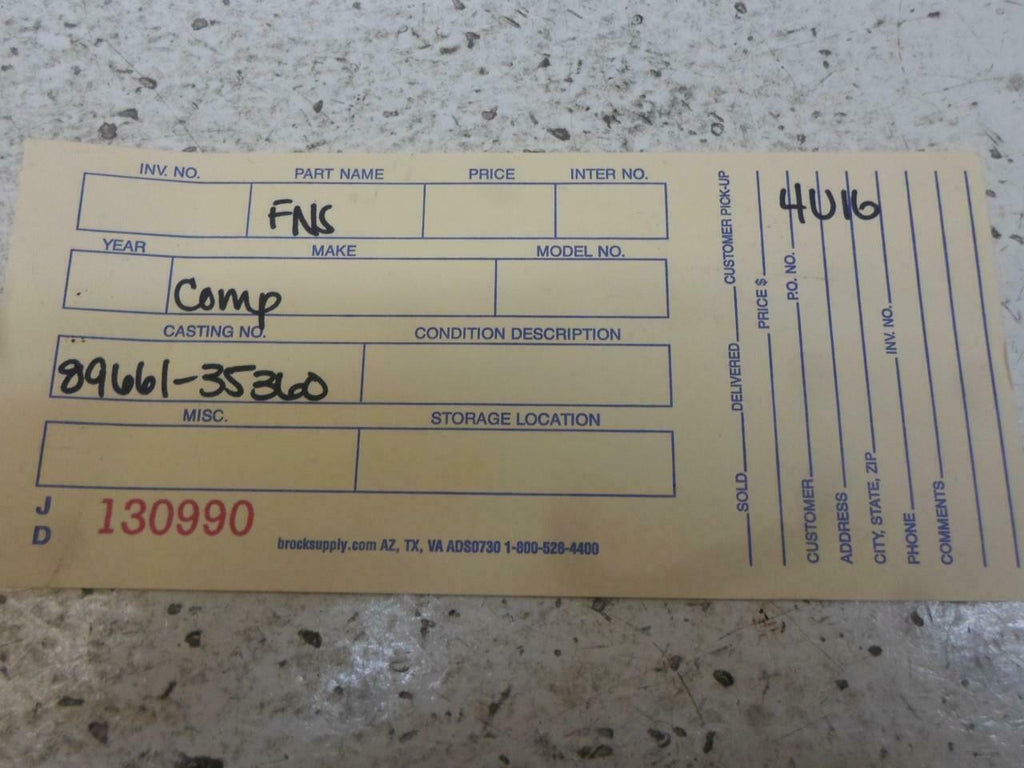 INV. NO. PART NAME PRICE INTER NO.
FNS
YEAR MAKE MODEL NO.
Comp
CASTING NO. CONDITION DESCRIPTION
89661-35360
MISC. STORAGE LOCATION
J D 130990
brocksupply.com AZ, TX, VA ADS0730 1-800-528-4400
SOLD DELIVERED CUSTOMER PICK-UP
PRICE $
4U16
CUSTOMER P.O. NO.
ADDRESS
CITY, STATE, ZIP INV. NO.
PHONE
COMMENTS